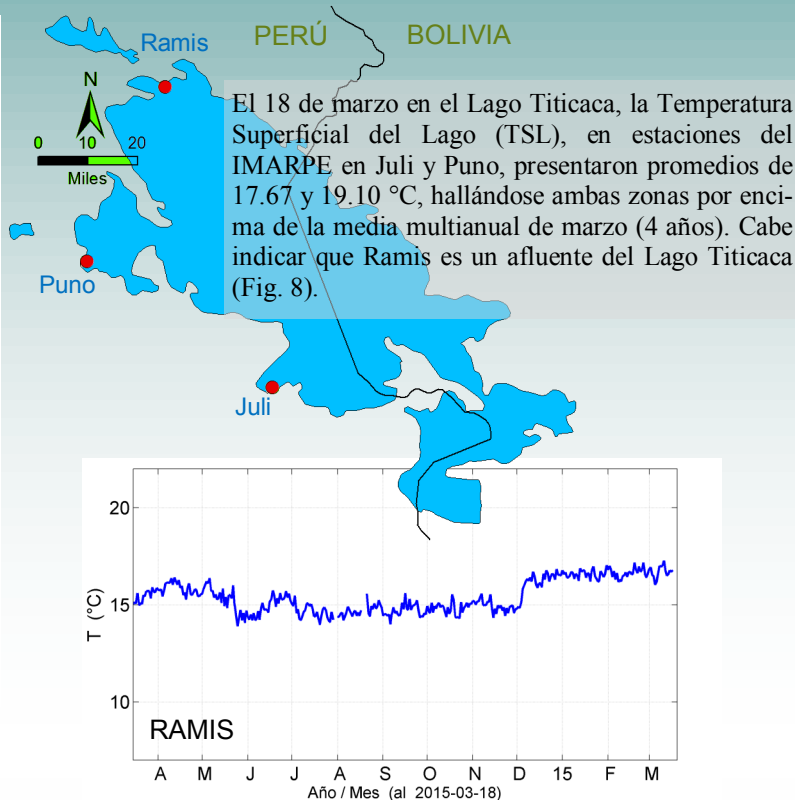 Ramis
PERÚ
BOLIVIA
N
0 10 20
Miles
El 18 de marzo en el Lago Titicaca, la Temperatura
Superficial del Lago (TSL), en estaciones del
IMARPE en Juli y Puno, presentaron promedios de
17.67 y 19.10 °C, hallándose ambas zonas por enci-
ma de la media multianual de marzo (4 años). Cabe
indicar que Ramis es un afluente del Lago Titicaca
(Fig. 8).
Puno
Juli
20
15
10
T (°C)
RAMIS
A M J J A S O N D 15 F M
Año / Mes (al 2015-03-18)